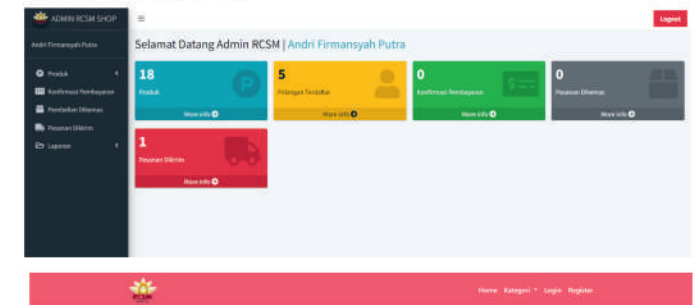 ADMIN RCSM SHOP
Logout
Andri Firmansyah Putra
Selamat Datang Admin RCSM | Andri Firmansyah Putra
Produk
Konfirmasi Pembayaran
Pembelian Dikemas
Pesanan Dikirim
Laporan
18
Produk
More info
5
Pelanggan Terdaftar
More info
0
Konfirmasi Pembayaran
More info
0
Pesanan Dikemas
More info
1
Pesanan Dikirim
More info
RCSM
Home Kategori Login Register